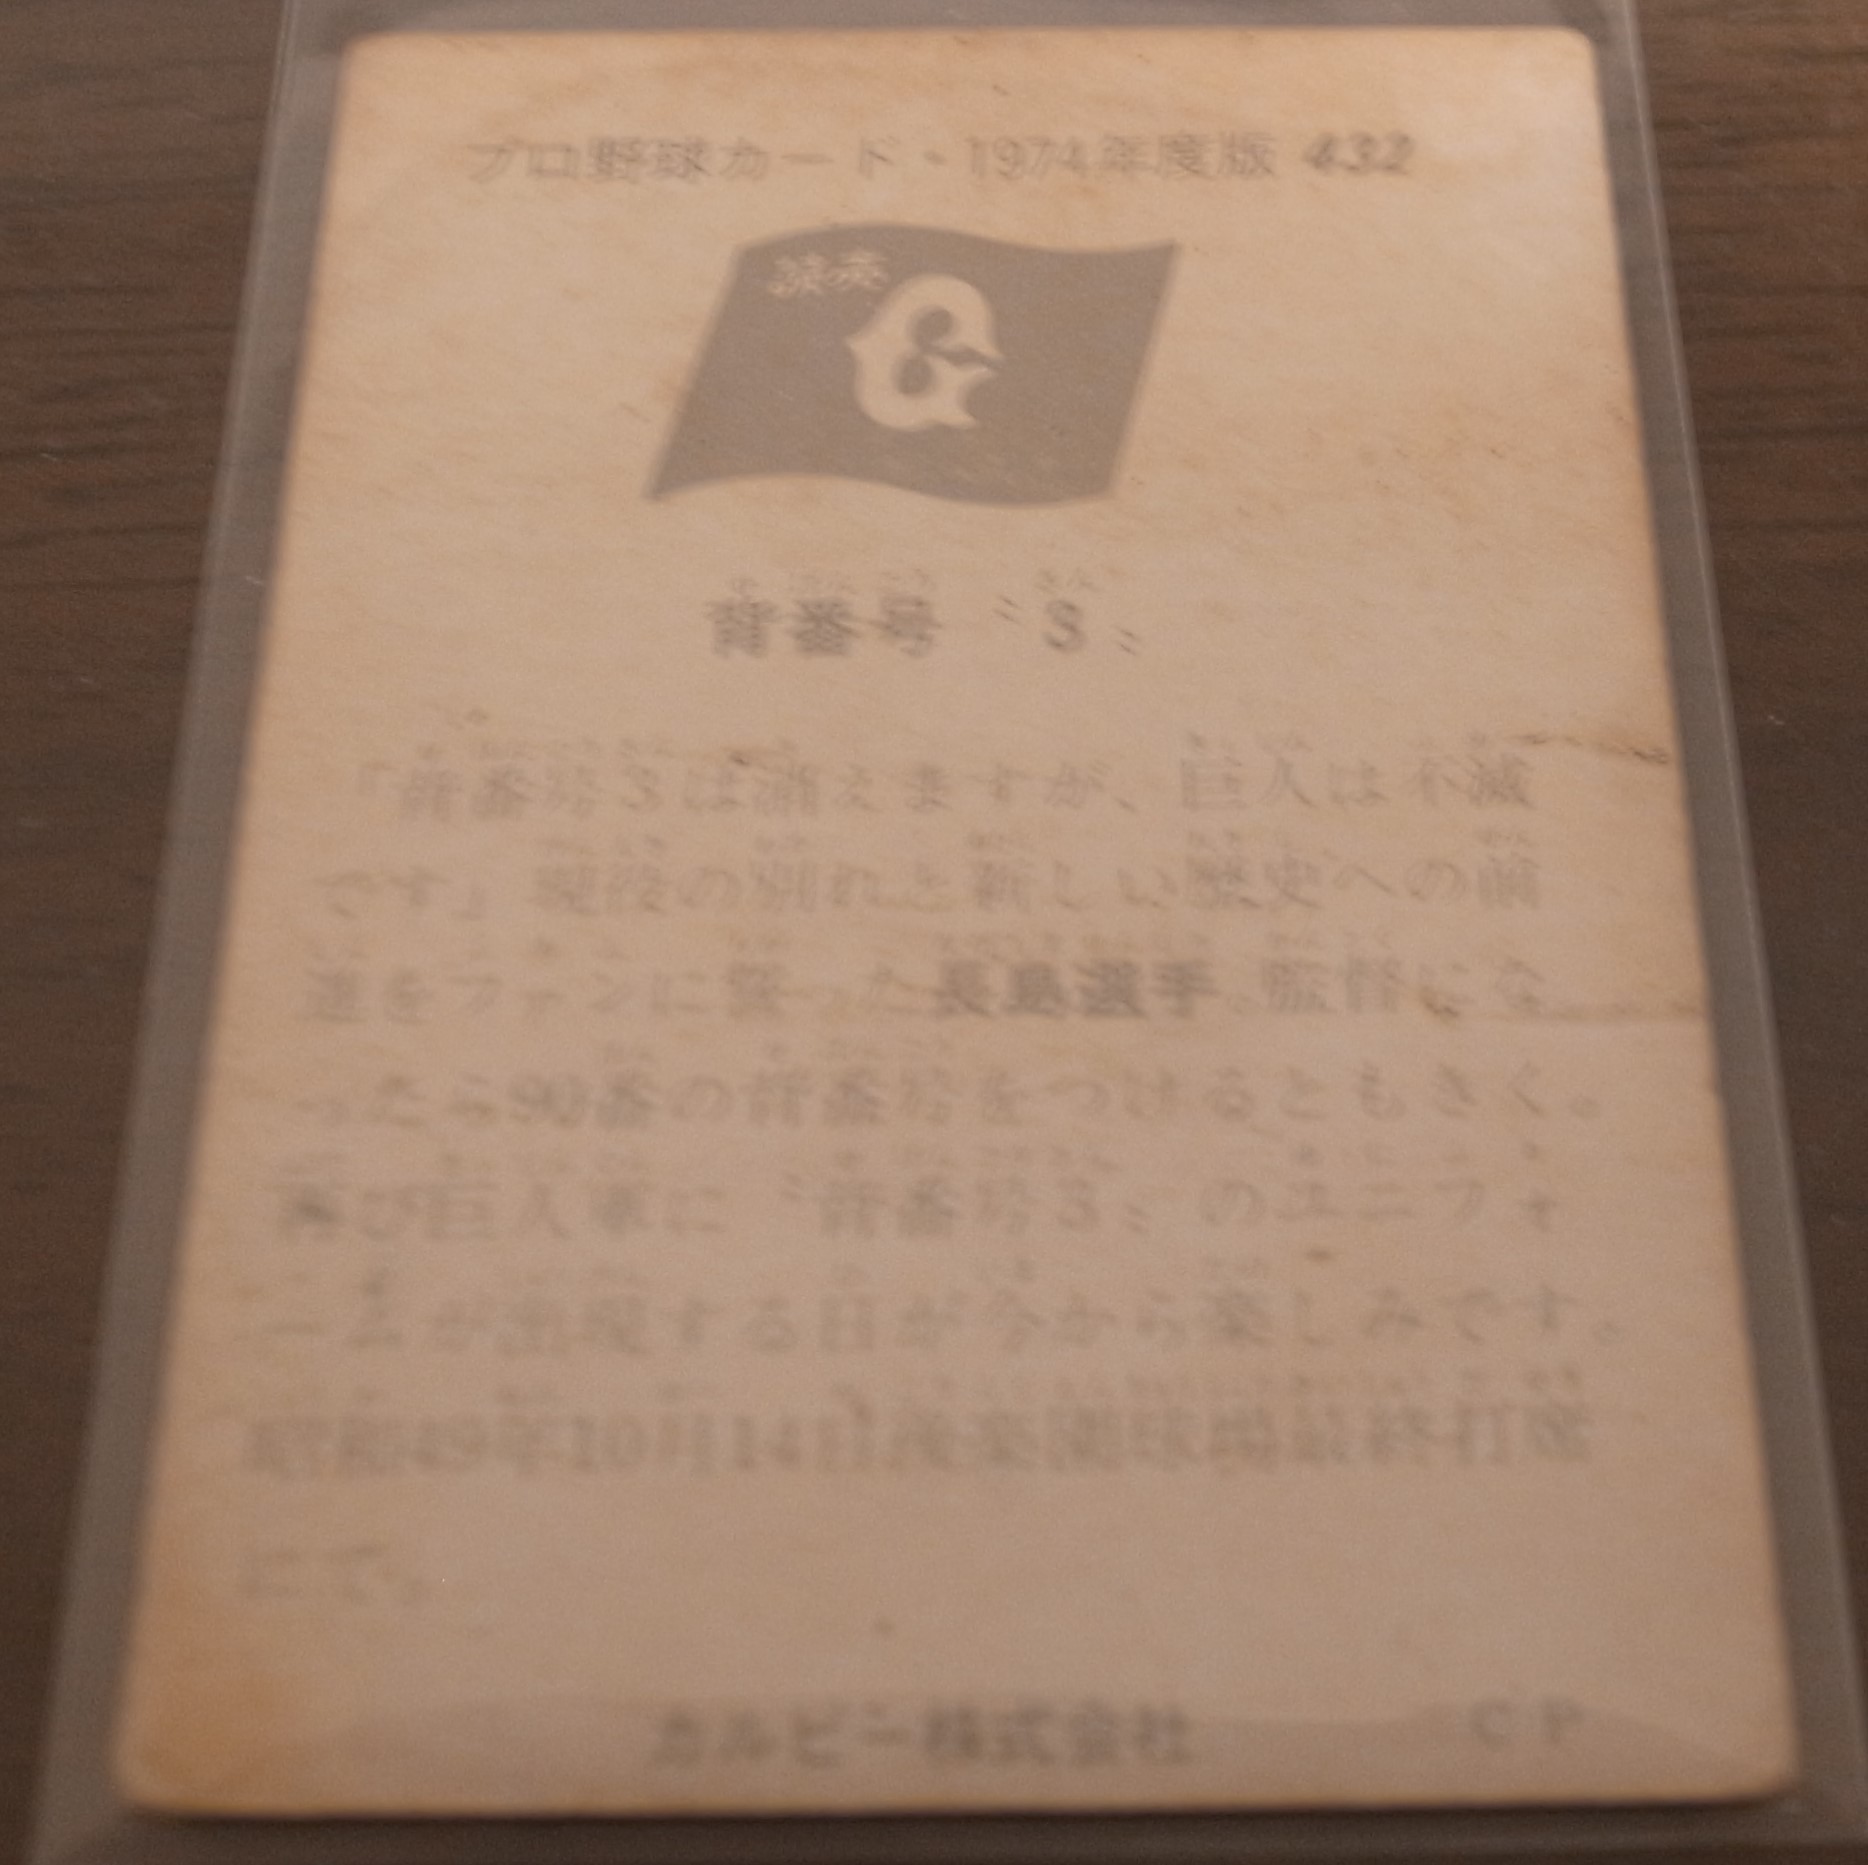 プロ野球カード・1974年度版 432
読売
G
背番号〝3〟
「背番号3は消えますが、巨人は不滅
です」現役の別れと新しい歴史への前
進をファンに誓った長島選手。監督にな
ったら90番の背番号をつけるともきく。
再び巨人軍に〝背番号3〟のユニフォ
ームが出現する日が今から楽しみです。
昭和49年10月14日後楽園球場最終打席
にて。
カルビー株式会社 C P